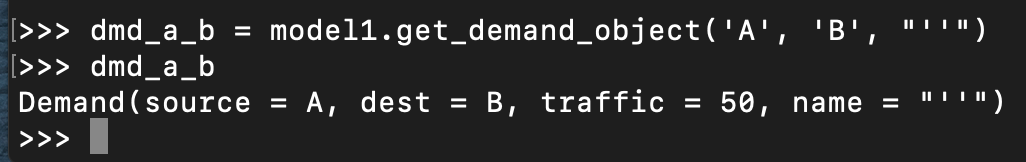 [>>> dmd_a_b = model1.get_demand_object('A', 'B', "''")
[>>> dmd_a_b
Demand(source = A, dest = B, traffic = 50, name = "''")
>>>